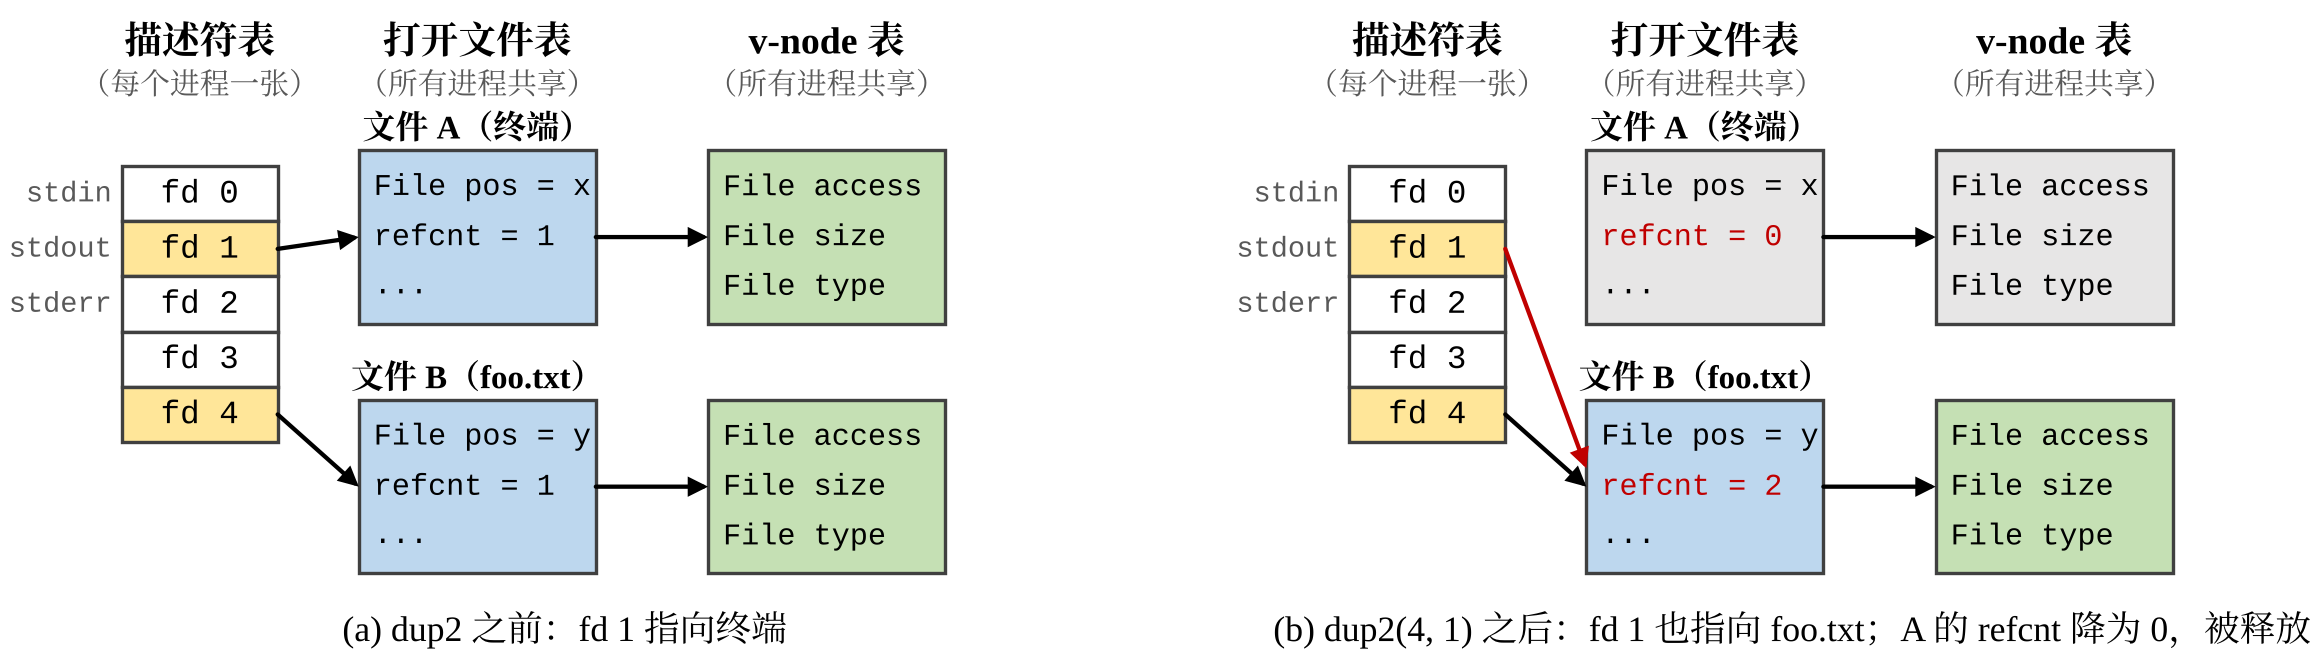 描述符表
（每个进程一张）
打开文件表
（所有进程共享）
v-node 表
（所有进程共享）
文件 A（终端）
stdin
stdout
stderr
fd 0
fd 1
fd 2
fd 3
fd 4
File pos = x
refcnt = 1
...
File access
File size
File type
文件 B（foo.txt）
File pos = y
refcnt = 1
...
File access
File size
File type
(a) dup2 之前：fd 1 指向终端
描述符表
（每个进程一张）
打开文件表
（所有进程共享）
v-node 表
（所有进程共享）
文件 A（终端）
stdin
stdout
stderr
fd 0
fd 1
fd 2
fd 3
fd 4
File pos = x
refcnt = 0
...
File access
File size
File type
文件 B（foo.txt）
File pos = y
refcnt = 2
...
File access
File size
File type
(b) dup2(4, 1) 之后：fd 1 也指向 foo.txt；A 的 refcnt 降为 0，被释放